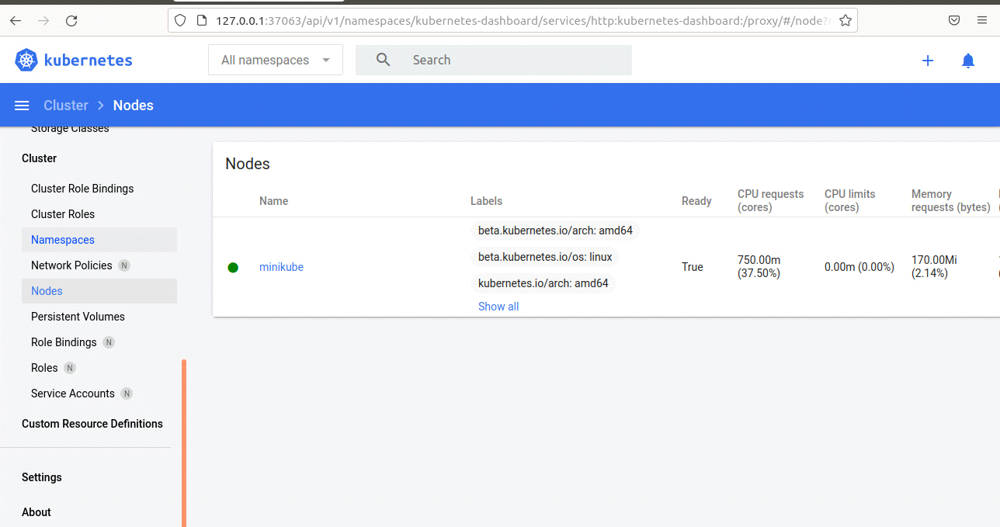 127.0.0.1:37063/api/v1/namespaces/kubernetes-dashboard/services/http:kubernetes-dashboard:/proxy/#/node?
kubernetes
All namespaces
Search
Cluster
Nodes
Storage Classes
Cluster
Cluster Role Bindings
Cluster Roles
Namespaces
Network Policies N
Nodes
Persistent Volumes
Role Bindings N
Roles N
Service Accounts N
Custom Resource Definitions
Settings
About
Nodes
Name
Labels
Ready
CPU requests
(cores)
CPU limits
(cores)
Memory
requests (bytes)
minikube
beta.kubernetes.io/arch: amd64
beta.kubernetes.io/os: linux
kubernetes.io/arch: amd64
Show all
True
750.00m
(37.50%)
0.00m (0.00%)
170.00Mi
(2.14%)